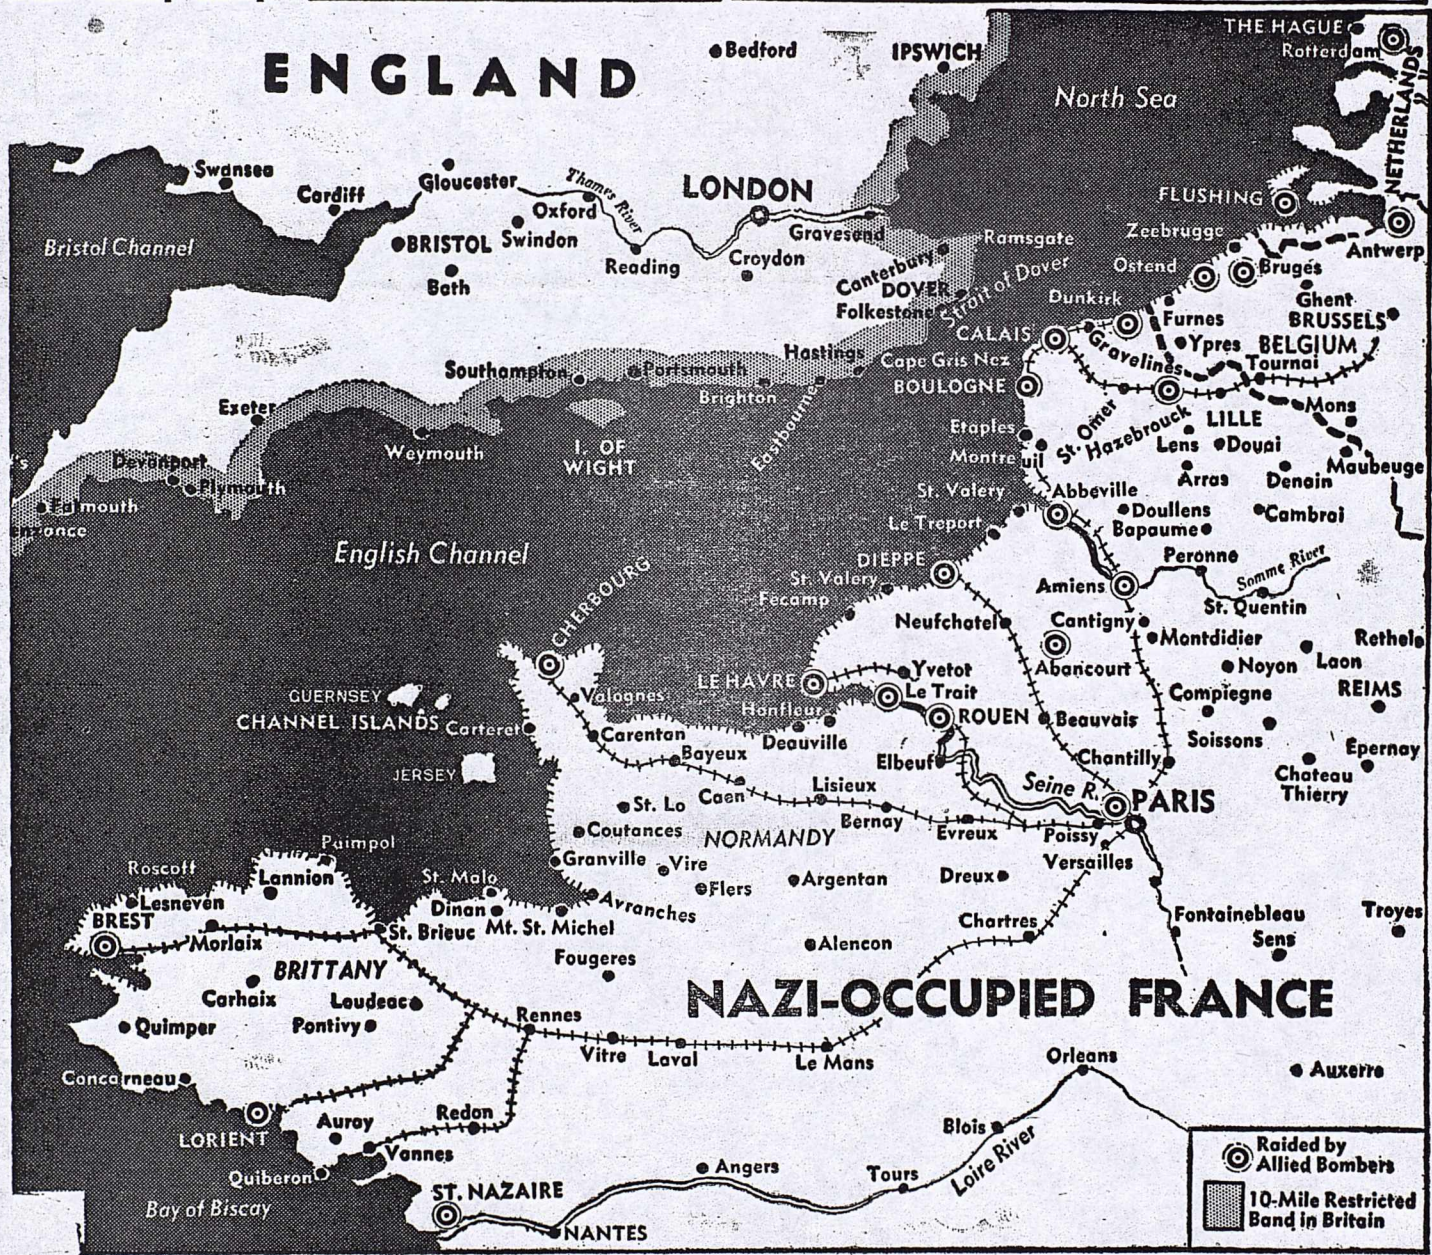 THE HAGUE
Rotterdam
ENGLAND
Bedford
IPSWICH
North Sea
NETHERLANDS
Swansea
Cardiff
Gloucester
Thames River
Oxford
LONDON
FLUSHING
Bristol Channel
BRISTOL
Swindon
Reading
Gravesend
Croydon
Ramsgate
Zeebrugge
Antwerp
Bath
Canterbury
DOVER
Folkestone
Strait of Dover
Ostend
Bruges
Dunkirk
Ghent
Furnes
BRUSSELS
CALAIS
Gravelines
Ypres
BELGIUM
Tournai
Southampton
Portsmouth
Hastings
Cape Gris Nez
BOULOGNE
Brighton
Eastbourne
Exeter
Weymouth
I. OF
WIGHT
Etaples
Montreuil
St. Omer
Hazebrouck
LILLE
Mons
Lens
Douai
Maubeuge
's
Devonport
Plymouth
Falmouth
Arras
Denain
St. Valery
Abbeville
Doullens
Cambrai
Bapaume
Le Treport
English Channel
DIEPPE
St. Valery
Fecamp
CHERBOURG
Amiens
Peronne
Somme River
St. Quentin
Neufchatel
Cantigny
Montdidier
Rethel
Abancourt
Noyon
Laon
Yvetot
LE HAVRE
Le Trait
Compiegne
REIMS
GUERNSEY
CHANNEL ISLANDS
Valognes
Carteret
Honfleur
ROUEN
Beauvais
Carentan
Deauville
Soissons
Epernay
Bayeux
Elbeuf
Chantilly
JERSEY
Chateau
Thierry
Seine R.
PARIS
St. Lo
Caen
Lisieux
Bernay
Evreux
Poissy
Coutances
NORMANDY
Versailles
Paimpol
Granville
Vire
Roscoff
Lannion
St. Malo
Flers
Argentan
Dreux
Lesneven
BREST
Dinan
Avranches
Chartres
Fontainebleau
Troyes
Morlaix
St. Brieuc
Mt. St. Michel
Alencon
Sens
BRITTANY
Fougeres
Carhaix
Loudeac
NAZI-OCCUPIED FRANCE
Quimper
Pontivy
Rennes
Vitre
Laval
Le Mans
Orleans
Concarneau
Auxerre
Auray
Redon
LORIENT
Vannes
Blois
Loire River
Quiberon
Angers
Tours
Bay of Biscay
ST. NAZAIRE
NANTES
Raided by
Allied Bombers
10-Mile Restricted
Band in Britain